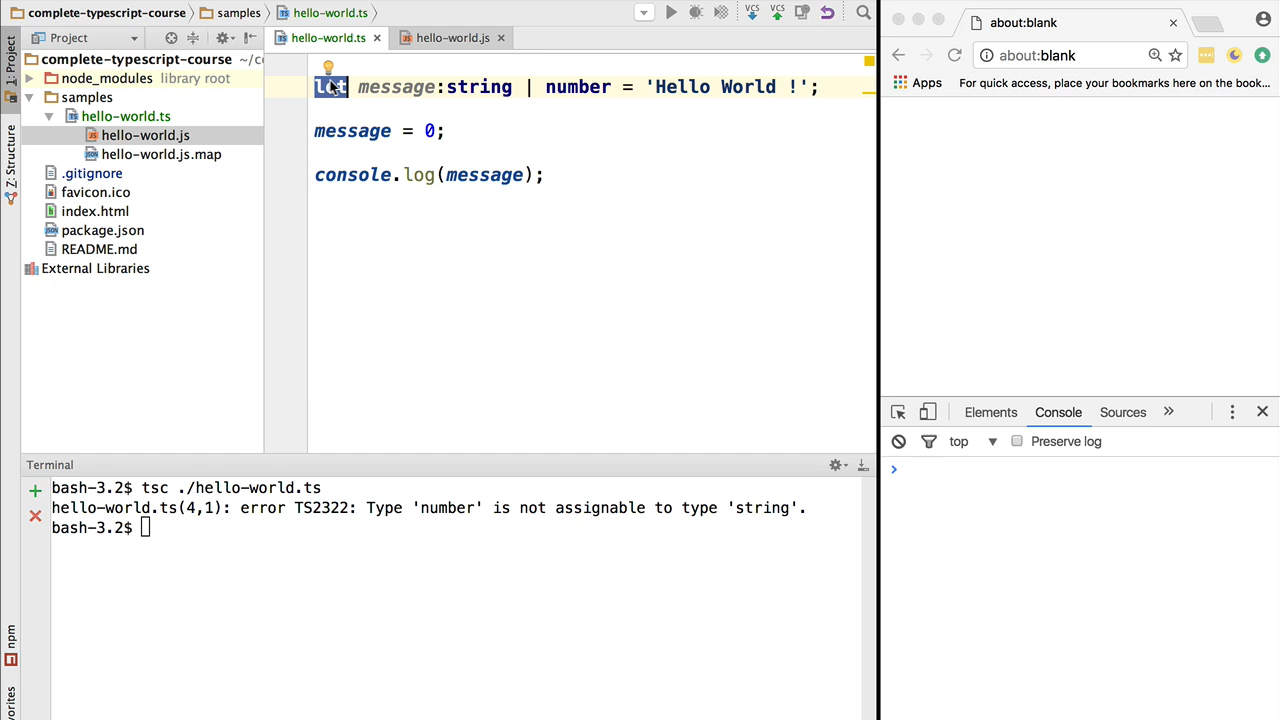 complete-typescript-course samples hello-world.ts
1: Project
Project
hello-world.ts
hello-world.js
complete-typescript-course ~/c
node_modules library root
samples
hello-world.ts
hello-world.js
hello-world.js.map
.gitignore
favicon.ico
index.html
package.json
README.md
External Libraries
Z: Structure
npm
vorites
let message:string | number = 'Hello World !';
message = 0;
console.log(message);
Terminal
bash-3.2$ tsc ./hello-world.ts
hello-world.ts(4,1): error TS2322: Type 'number' is not assignable to type 'string'.
bash-3.2$
VCS VCS
about:blank
about:blank
Apps For quick access, place your bookmarks here on the book...
Elements Console Sources »
top Preserve log